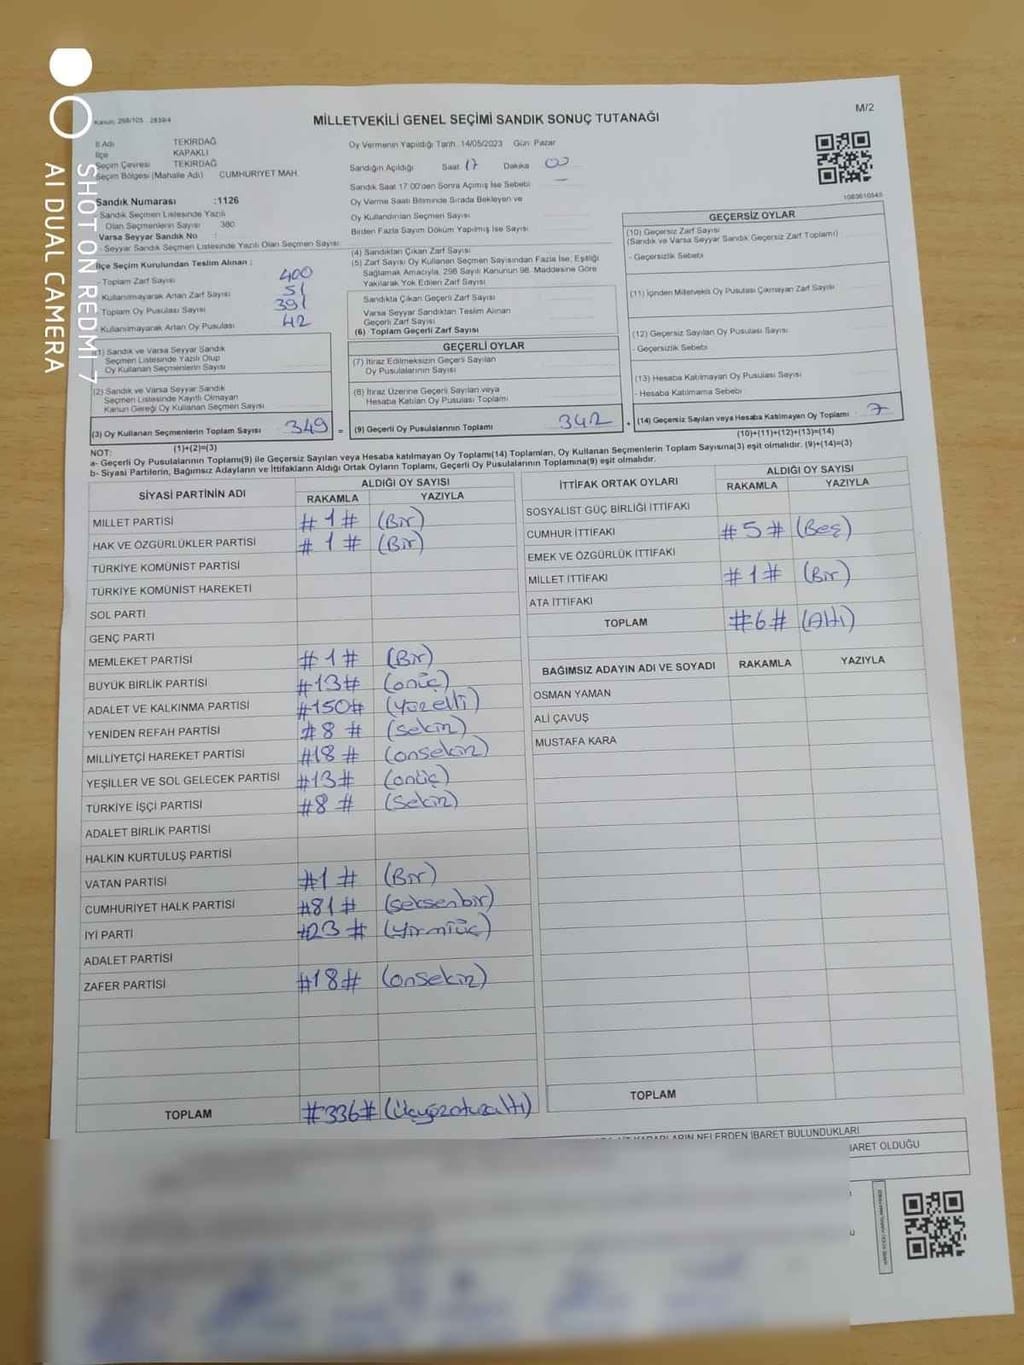 SHOT ON REDMI 7
AI DUAL CAMERA
Kanun: 298/105 2839/4
MİLLETVEKİLİ GENEL SEÇİMİ SANDIK SONUÇ TUTANAĞI
M/2
İl Adı TEKİRDAĞ
İlçe KAPAKLI
Seçim Çevresi TEKİRDAĞ
Seçim Bölgesi (Mahalle Adı) CUMHURİYET MAH.
Sandık Numarası :1126
Sandık Seçmen Listesinde Yazılı
Olan Seçmenlerin Sayısı 380
Varsa Seyyar Sandık No :
- Seyyar Sandık Seçmen Listesinde Yazılı Olan Seçmen Sayısı
İlçe Seçim Kurulundan Teslim Alınan :
- Toplam Zarf Sayısı 400
Kullanılmayarak Artan Zarf Sayısı 51
Toplam Oy Pusulası Sayısı 391
Kullanılmayarak Artan Oy Pusulası 42
(1) Sandık ve Varsa Seyyar Sandık
Seçmen Listesinde Yazılı Olup
Oy Kullanan Seçmenlerin Sayısı
(2) Sandık ve Varsa Seyyar Sandık
Seçmen Listesinde Kayıtlı Olmayan
Kanun Gereği Oy Kullanan Seçmen Sayısı
(3) Oy Kullanan Seçmenlerin Toplam Sayısı 349 =
Oy Vermenin Yapıldığı Tarih: 14/05/2023 Gün: Pazar
Sandığın Açıldığı Saat 17 Dakika 00
Sandık Saat 17:00'den Sonra Açılmış İse Sebebi —
Oy Verme Saati Bitiminde Sırada Bekleyen ve
Oy Kullandırılan Seçmen Sayısı
Birden Fazla Sayım Döküm Yapılmış İse Sayısı
(4) Sandıktan Çıkan Zarf Sayısı
(5) Zarf Sayısı Oy Kullanan Seçmen Sayısından Fazla İse, Eşitliği
Sağlamak Amacıyla, 298 Sayılı Kanunun 98. Maddesine Göre
Yakılarak Yok Edilen Zarf Sayısı
Sandıkta Çıkan Geçerli Zarf Sayısı
Varsa Seyyar Sandıktan Teslim Alınan
Geçerli Zarf Sayısı
(6) Toplam Geçerli Zarf Sayısı
GEÇERLİ OYLAR
(7) İtiraz Edilmeksizin Geçerli Sayılan
Oy Pusulalarının Sayısı
(8) İtiraz Üzerine Geçerli Sayılan veya
Hesaba Katılan Oy Pusulası Toplamı
(9) Geçerli Oy Pusulalarının Toplamı 342 +
1083610545
GEÇERSİZ OYLAR
(10) Geçersiz Zarf Sayısı
(Sandık ve Varsa Seyyar Sandık Geçersiz Zarf Toplamı)
- Geçersizlik Sebebi
(11) İçinden Milletvekili Oy Pusulası Çıkmayan Zarf Sayısı
(12) Geçersiz Sayılan Oy Pusulası Sayısı
- Geçersizlik Sebebi
(13) Hesaba Katılmayan Oy Pusulası Sayısı
- Hesaba Katılmama Sebebi
(14) Geçersiz Sayılan veya Hesaba Katılmayan Oy Toplamı 7
(10)+(11)+(12)+(13)=(14)
NOT: (1)+(2)=(3)
a- Geçerli Oy Pusulalarının Toplamı(9) ile Geçersiz Sayılan veya Hesaba katılmayan Oy Toplamı(14) Toplamları, Oy Kullanan Seçmenlerin Toplam Sayısına(3) eşit olmalıdır. (9)+(14)=(3)
b- Siyasi Partilerin, Bağımsız Adayların ve İttifakların Aldığı Ortak Oyların Toplamı, Geçerli Oy Pusulalarının Toplamına(9) eşit olmalıdır.
SİYASİ PARTİNİN ADI ALDIĞI OY SAYISI
RAKAMLA YAZIYLA
MİLLET PARTİSİ #1# (Bir)
HAK VE ÖZGÜRLÜKLER PARTİSİ #1# (Bir)
TÜRKİYE KOMÜNİST PARTİSİ
TÜRKİYE KOMÜNİST HAREKETİ
SOL PARTİ
GENÇ PARTİ
MEMLEKET PARTİSİ #1# (Bir)
BÜYÜK BİRLİK PARTİSİ #13# (onüç)
ADALET VE KALKINMA PARTİSİ #150# (yüzelli)
YENİDEN REFAH PARTİSİ #8# (sekiz)
MİLLİYETÇİ HAREKET PARTİSİ #18# (onsekiz)
YEŞİLLER VE SOL GELECEK PARTİSİ #13# (onüç)
TÜRKİYE İŞÇİ PARTİSİ #8# (Sekiz)
ADALET BİRLİK PARTİSİ
HALKIN KURTULUŞ PARTİSİ
VATAN PARTİSİ #1# (Bir)
CUMHURİYET HALK PARTİSİ #81# (seksenbir)
İYİ PARTİ #23# (Yirmiüç)
ADALET PARTİSİ
ZAFER PARTİSİ #18# (onsekiz)
TOPLAM #336# (Üçyüzotuzaltı)
İTTİFAK ORTAK OYLARI ALDIĞI OY SAYISI
RAKAMLA YAZIYLA
SOSYALİST GÜÇ BİRLİĞİ İTTİFAKI
CUMHUR İTTİFAKI #5# (Beş)
EMEK VE ÖZGÜRLÜK İTTİFAKI
MİLLET İTTİFAKI #1# (Bir)
ATA İTTİFAKI
TOPLAM #6# (Altı)
BAĞIMSIZ ADAYIN ADI VE SOYADI RAKAMLA YAZIYLA
OSMAN YAMAN
ALİ ÇAVUŞ
MUSTAFA KARA
TOPLAM
KARARLARIN NELERDEN İBARET BULUNDUKLARI
İBARET OLDUĞU